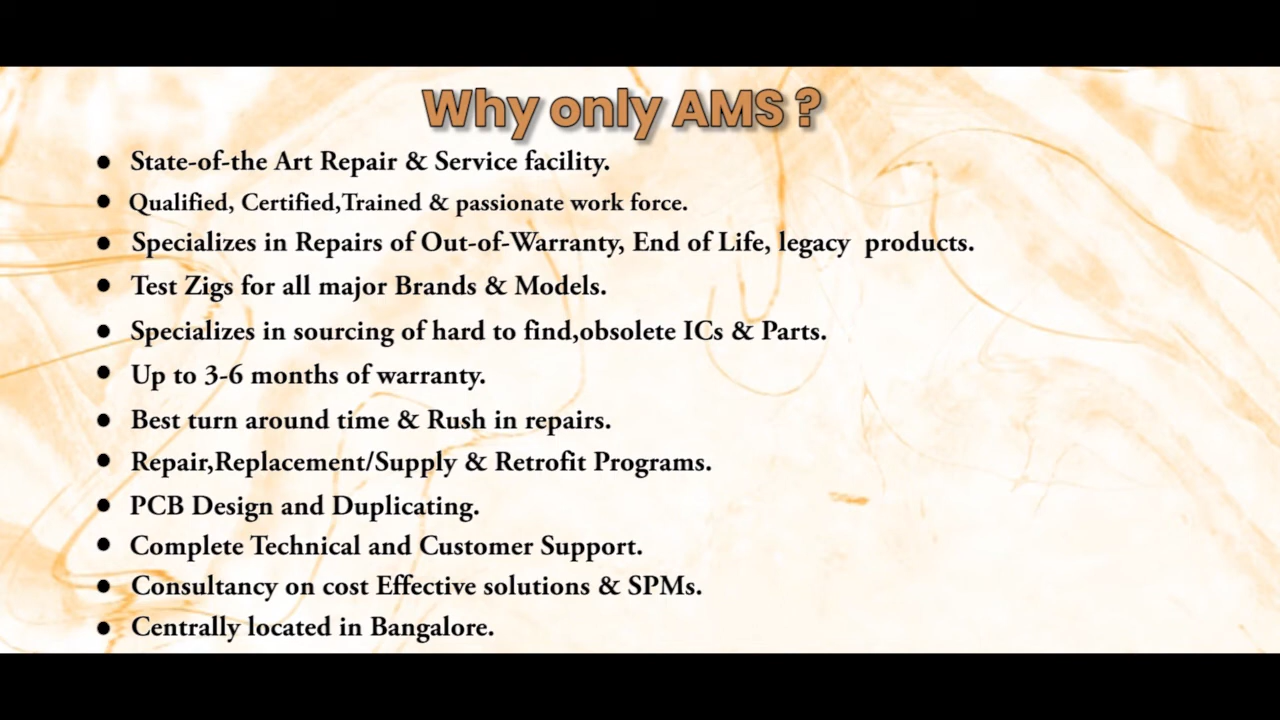 Why only AMS ?
● State-of-the Art Repair & Service facility.
● Qualified, Certified,Trained & passionate work force.
● Specializes in Repairs of Out-of-Warranty, End of Life, legacy  products.
● Test Zigs for all major Brands & Models.
● Specializes in sourcing of hard to find,obsolete ICs & Parts.
● Up to 3-6 months of warranty.
● Best turn around time & Rush in repairs.
● Repair,Replacement/Supply & Retrofit Programs.
● PCB Design and Duplicating.
● Complete Technical and Customer Support.
● Consultancy on cost Effective solutions & SPMs.
● Centrally located in Bangalore.